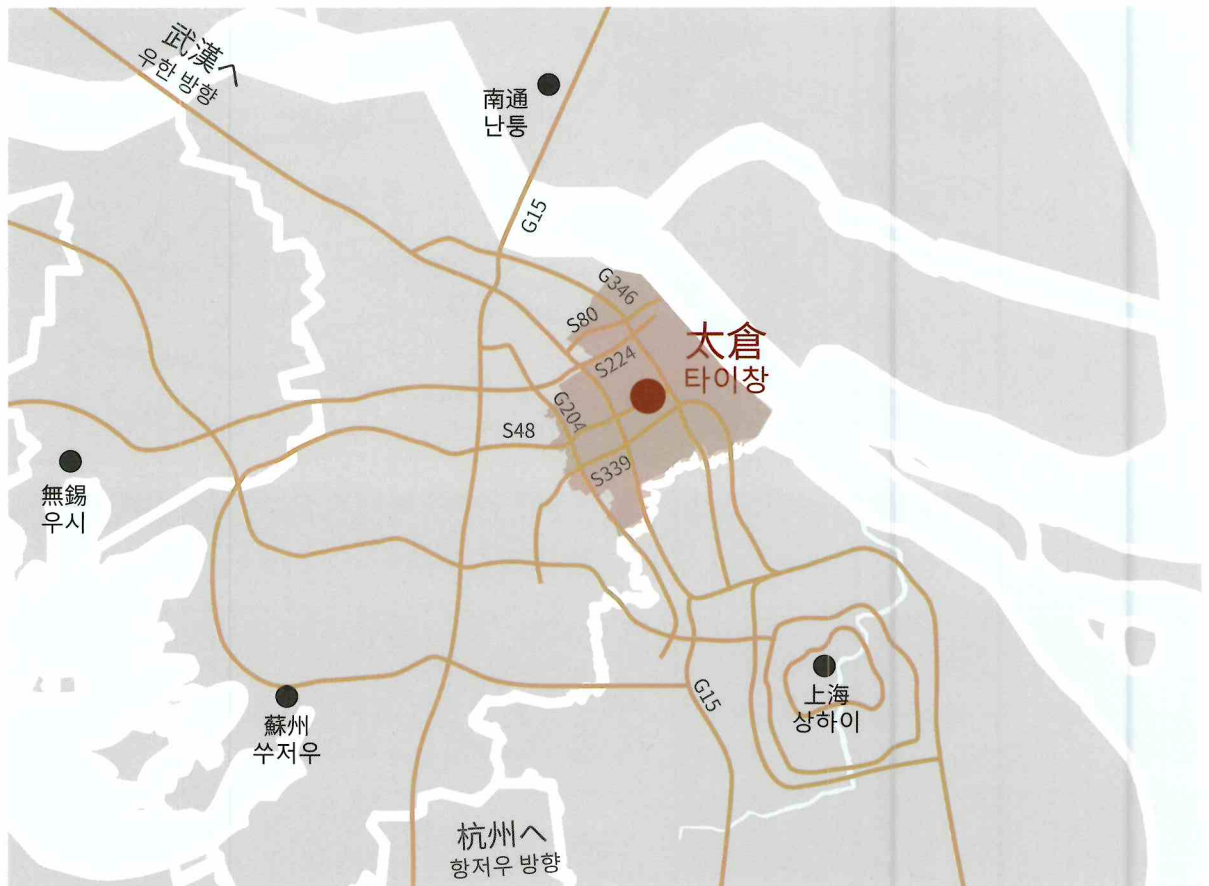 武漢へ
우한 방향
南通
난퉁
G15
G346
S80
太倉
타이창
S224
G204
S48
S339
無錫
우시
蘇州
쑤저우
G15
上海
상하이
杭州へ
항저우 방향